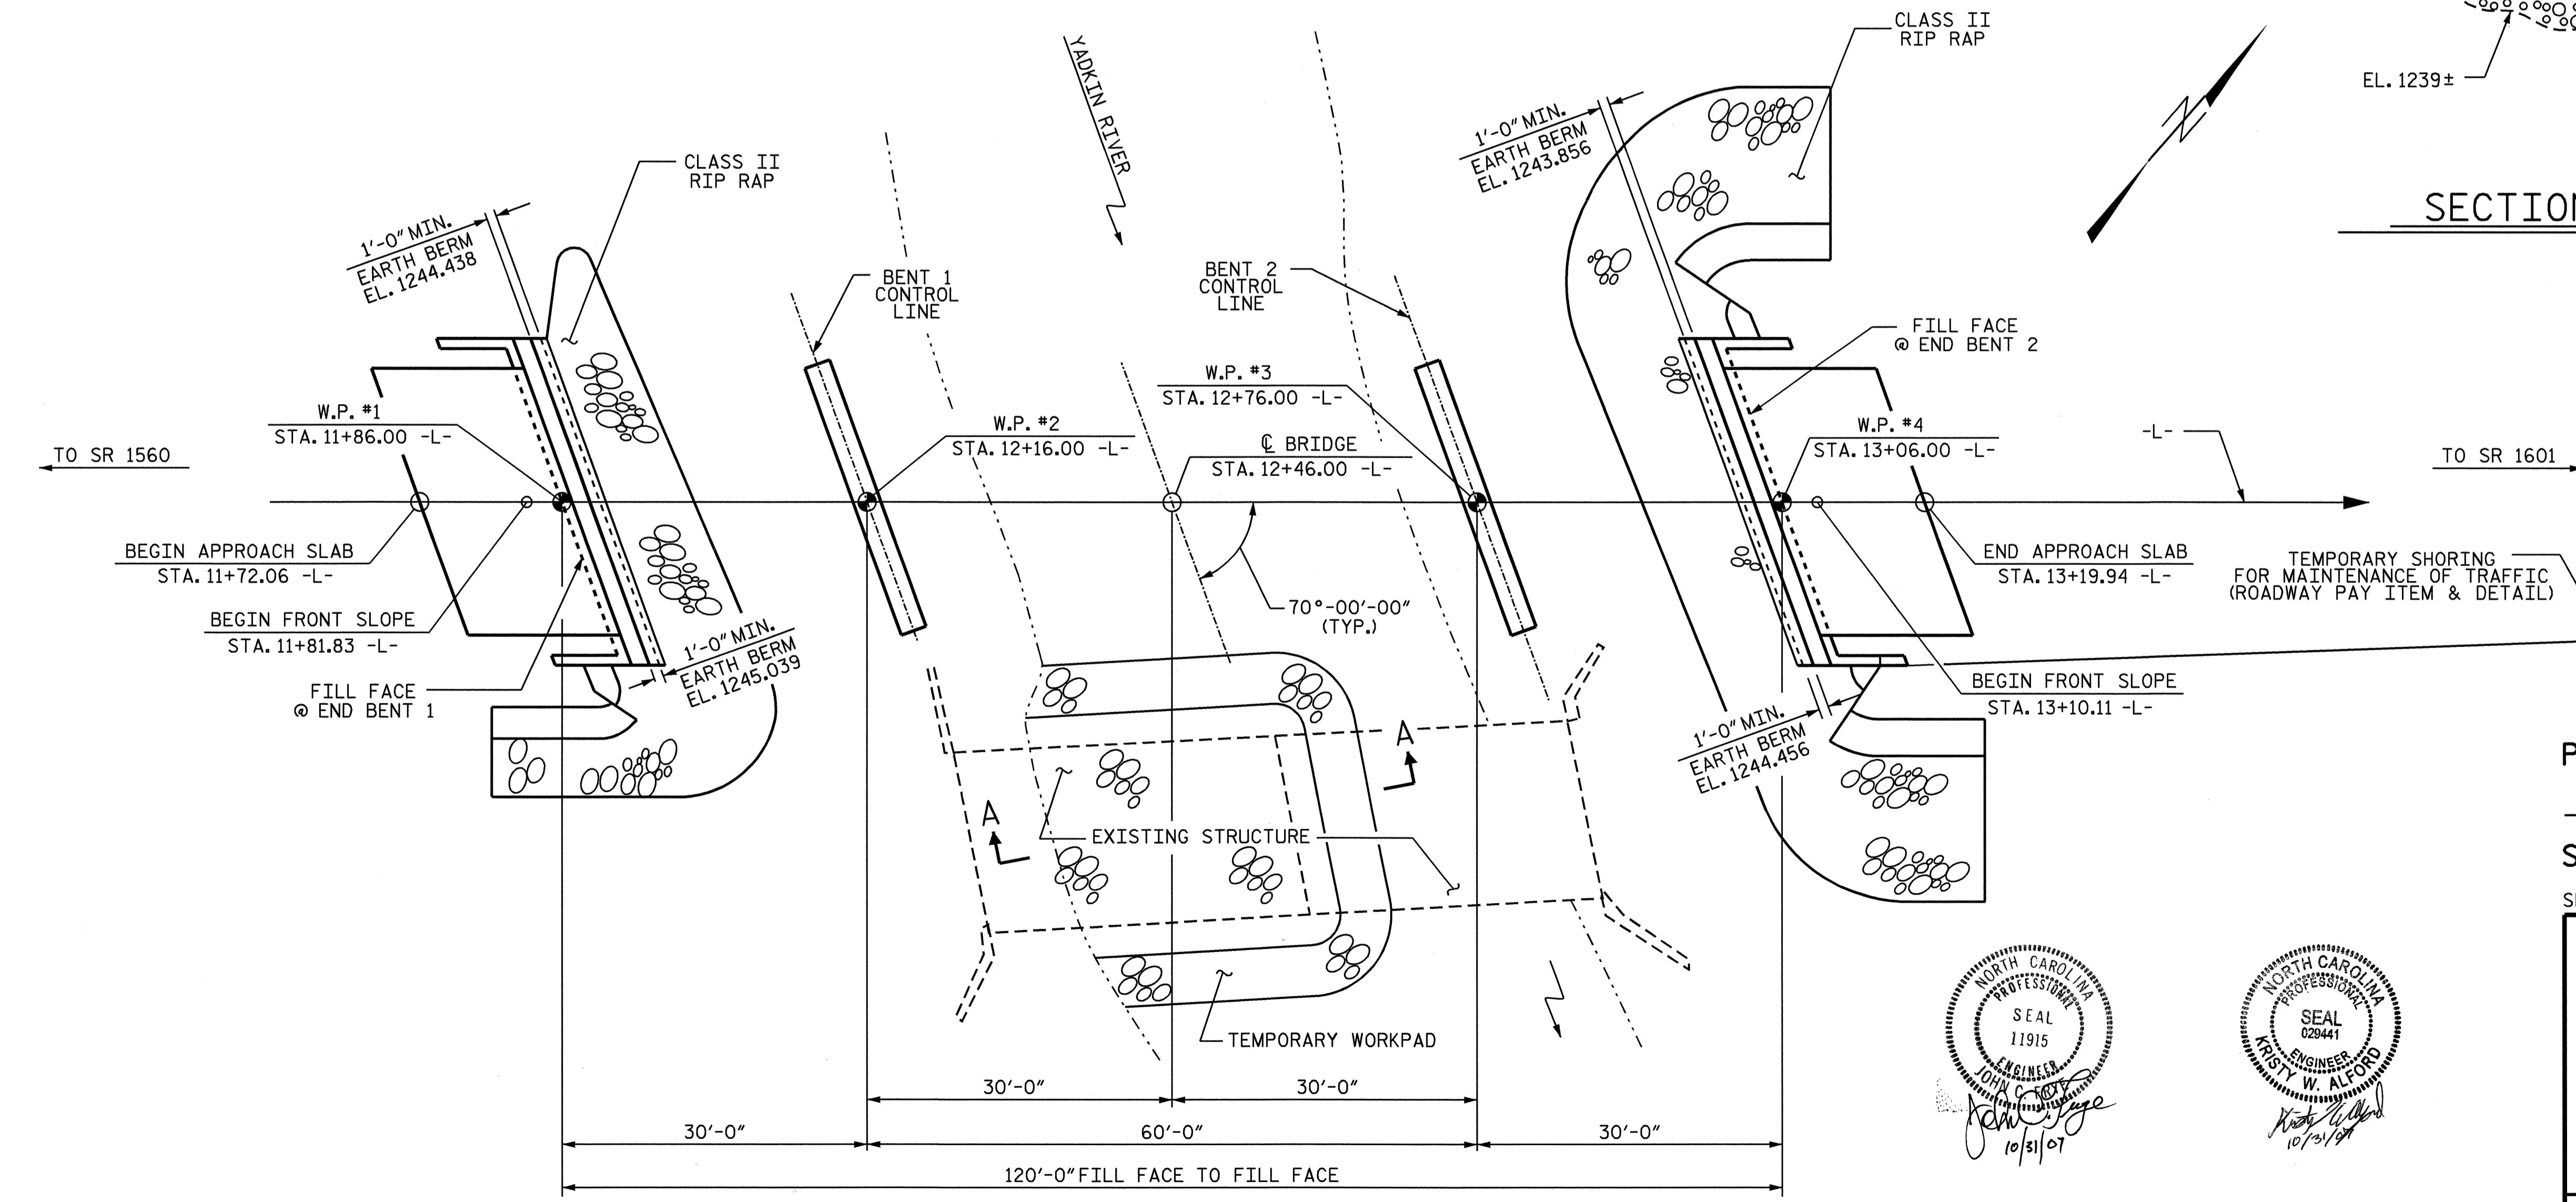 CLASS II
RIP RAP
EL. 1239±
YADKIN RIVER
1'-0" MIN.
EARTH BERM
EL. 1243.856
CLASS II
RIP RAP
SECTION
1'-0" MIN.
EARTH BERM
EL. 1244.438
BENT 1
CONTROL
LINE
BENT 2
CONTROL
LINE
FILL FACE
@ END BENT 2
W.P. #1
STA. 11+86.00 -L-
W.P. #2
STA. 12+16.00 -L-
W.P. #3
STA. 12+76.00 -L-
℄ BRIDGE
STA. 12+46.00 -L-
W.P. #4
STA. 13+06.00 -L-
-L-
TO SR 1560
TO SR 1601
BEGIN APPROACH SLAB
STA. 11+72.06 -L-
BEGIN FRONT SLOPE
STA. 11+81.83 -L-
FILL FACE
@ END BENT 1
1'-0" MIN.
EARTH BERM
EL. 1245.039
70°-00'-00"
(TYP.)
END APPROACH SLAB
STA. 13+19.94 -L-
TEMPORARY SHORING
FOR MAINTENANCE OF TRAFFIC
(ROADWAY PAY ITEM & DETAIL)
BEGIN FRONT SLOPE
STA. 13+10.11 -L-
1'-0" MIN.
EARTH BERM
EL. 1244.456
A
A
EXISTING STRUCTURE
TEMPORARY WORKPAD
30'-0"
30'-0"
30'-0"
60'-0"
30'-0"
120'-0" FILL FACE TO FILL FACE
NORTH CAROLINA
PROFESSIONAL
SEAL
11915
ENGINEER
JOHN C.
10/31/07
NORTH CAROLINA
PROFESSIONAL
SEAL
029441
ENGINEER
KRISTY W. ALFORD
10/31/07